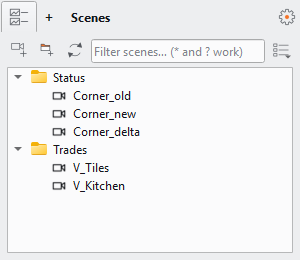 + Scenes
Filter scenes... (* and ? work)
Status
Corner_old
Corner_new
Corner_delta
Trades
V_Tiles
V_Kitchen